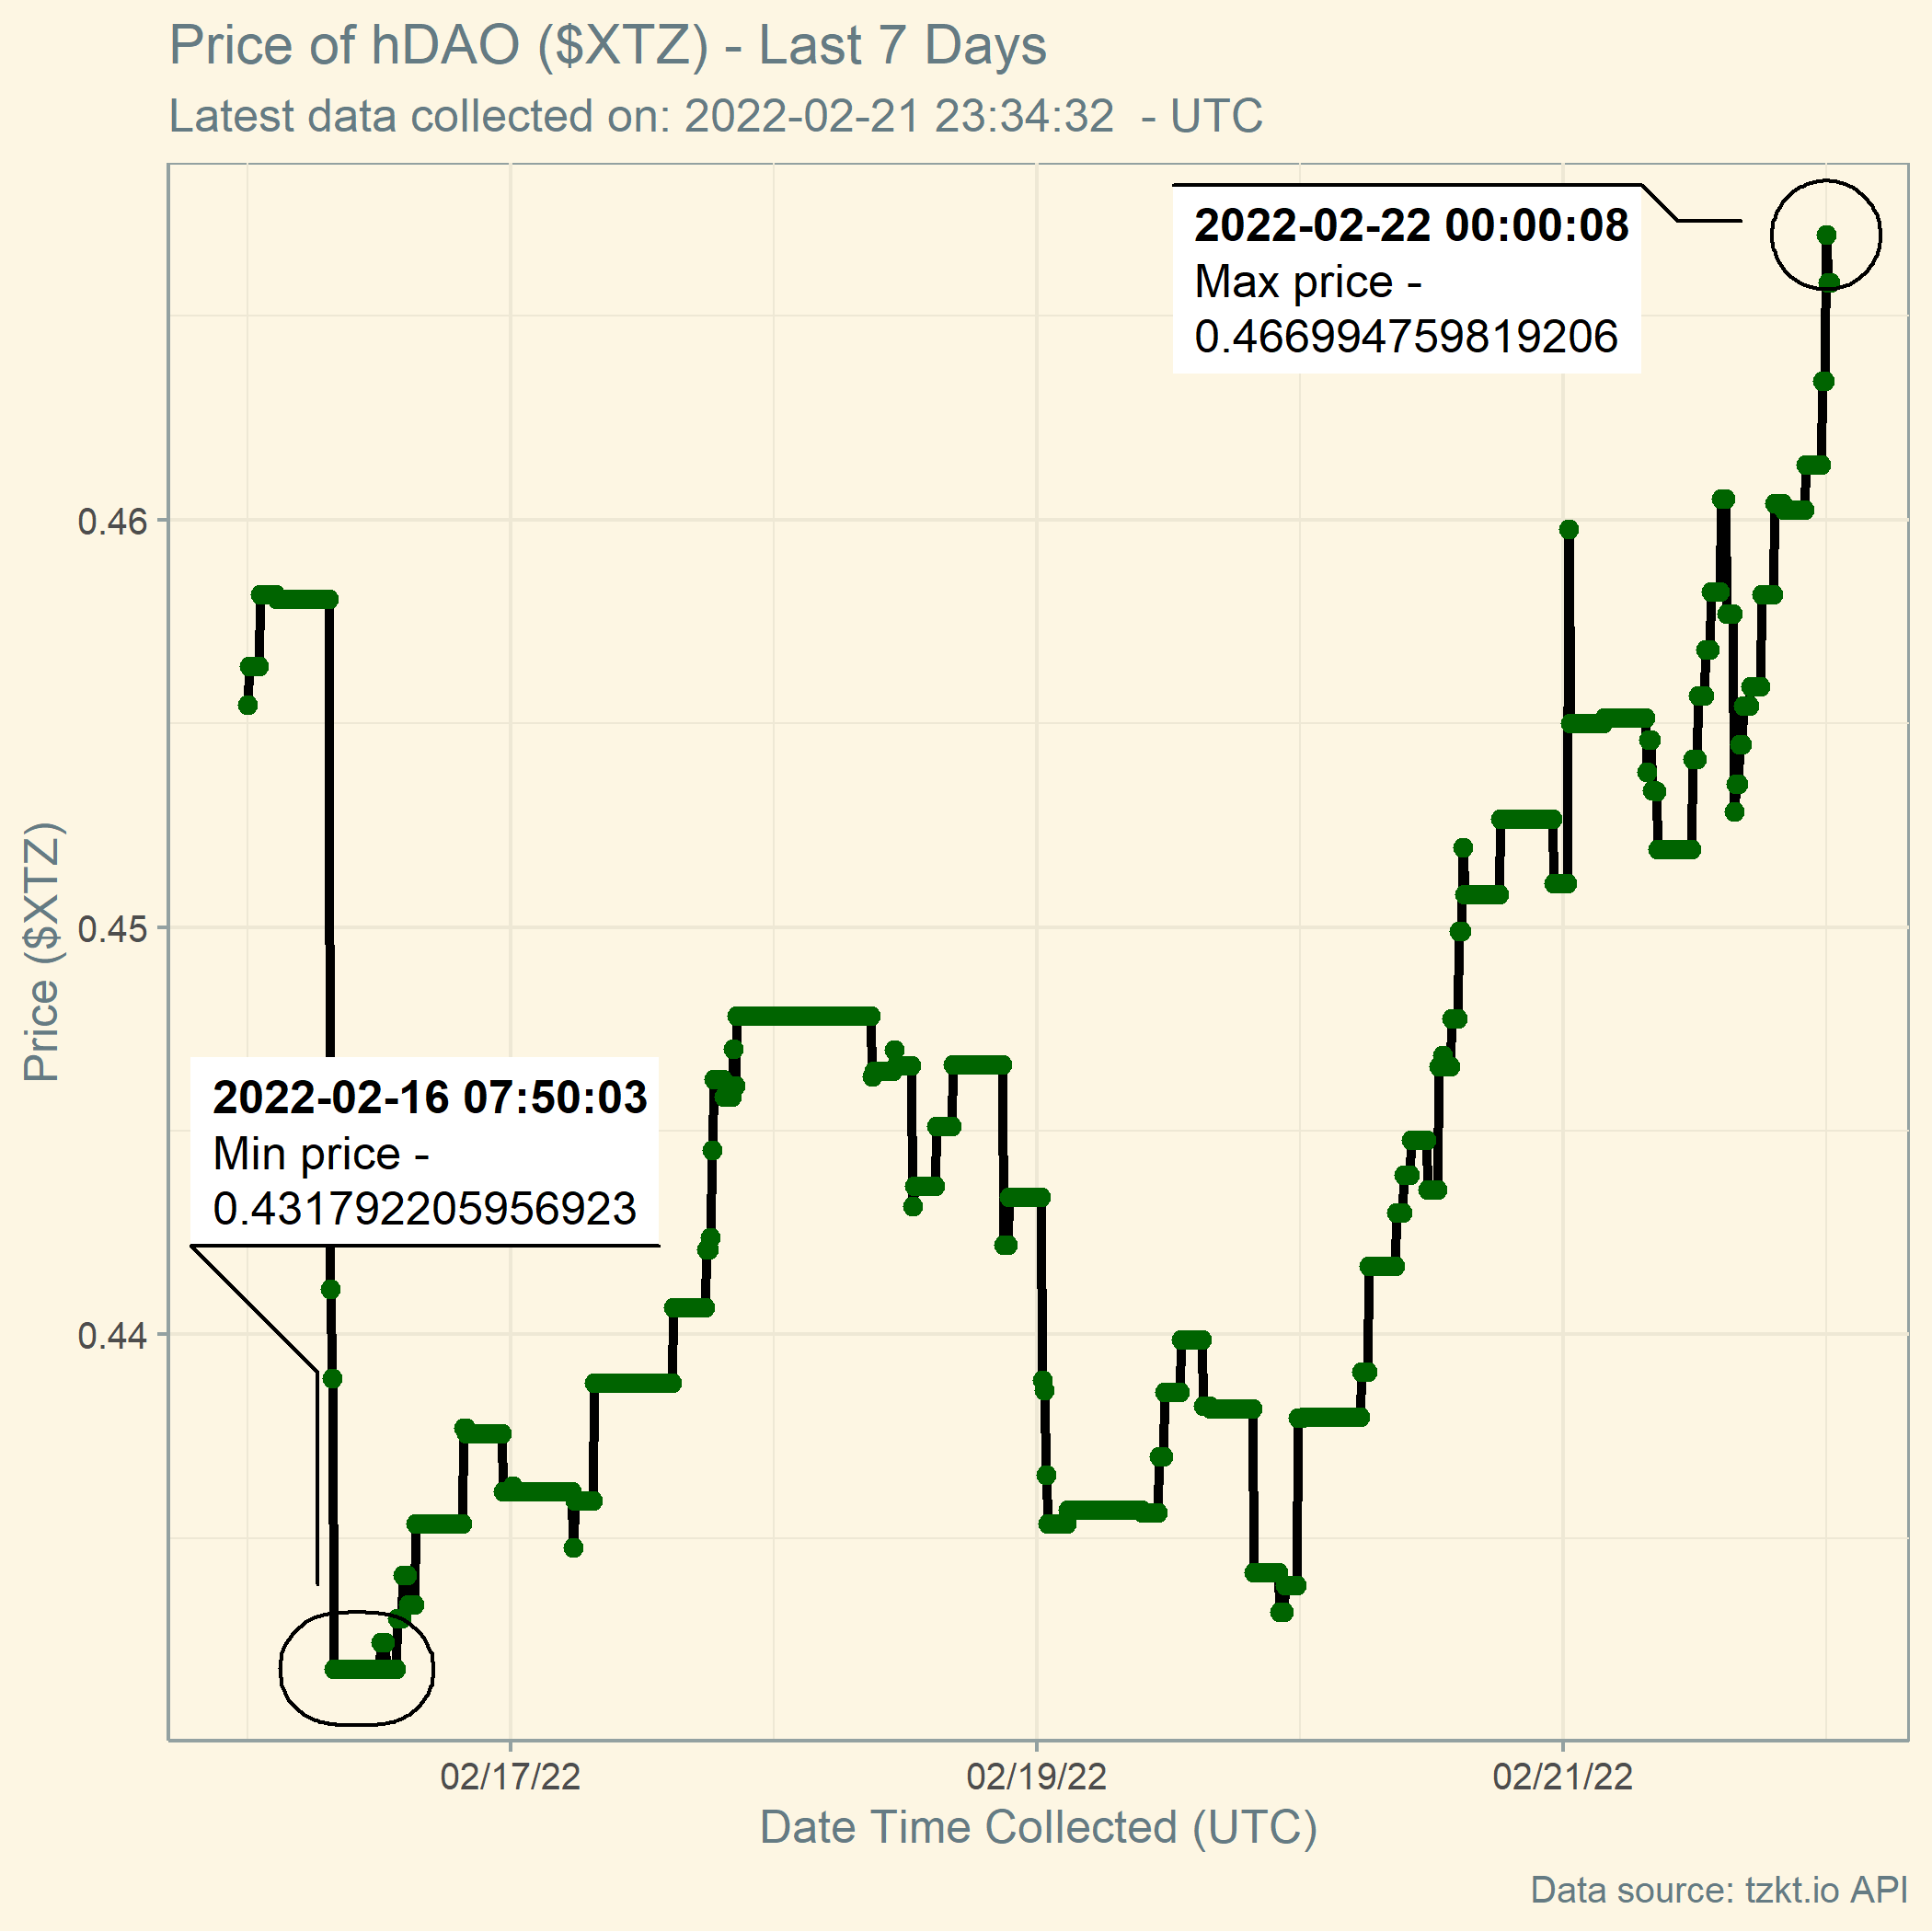 Price of hDAO ($XTZ) - Last 7 Days
Latest data collected on: 2022-02-21 23:34:32  - UTC
2022-02-22 00:00:08
Max price -
0.466994759819206
0.46
0.45
0.44
Price ($XTZ)
2022-02-16 07:50:03
Min price -
0.431792205956923
02/17/22
02/19/22
02/21/22
Date Time Collected (UTC)
Data source: tzkt.io API